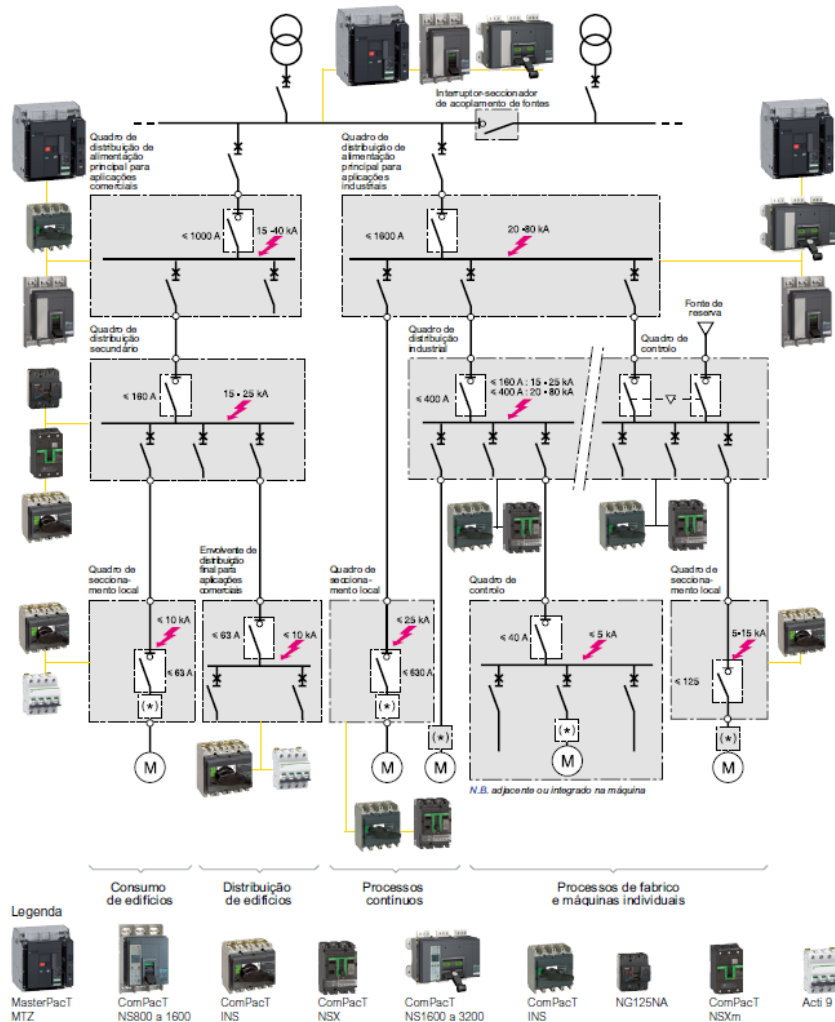 Interruptor-seccionador
de acoplamento de fontes
Quadro de
distribuição de
alimentação
principal para
aplicações
comerciais
Quadro de
distribuição de
alimentação
principal para
aplicações
industriais
≤ 1000 A
15 -40 kA
≤ 1600 A
20 -80 kA
Quadro de
distribuição
secundário
Quadro de
distribuição
industrial
Quadro de
controlo
Fonte de
reserva
≤ 160 A
15 • 25 kA
≤ 400 A
≤ 160 A : 15 • 25 kA
≤ 400 A : 20 • 80 kA
Quadro de
seccionamento local
Envolvente de
distribuição
final para
aplicações
comerciais
Quadro de
secciona-
mento local
Quadro de
controlo
Quadro de
secciona-
mento local
≤ 10 kA
≤ 63 A
(*)
M
≤ 63 A
≤ 10 kA
≤ 25 kA
≤ 630 A
(*)
M
(*)
M
≤ 40 A
≤ 5 kA
(*)
M
5•15 kA
≤ 125
(*)
M
N.B. adjacente ou integrado na máquina
Consumo
de edifícios
Distribuição
de edifícios
Processos
contínuos
Processos de fabrico
e máquinas individuais
Legenda
MasterPacT
MTZ
ComPacT
NS800 a 1600
ComPacT
INS
ComPacT
NSX
ComPacT
NS1600 a 3200
ComPacT
INS
NG125NA
ComPacT
NSXm
Acti 9